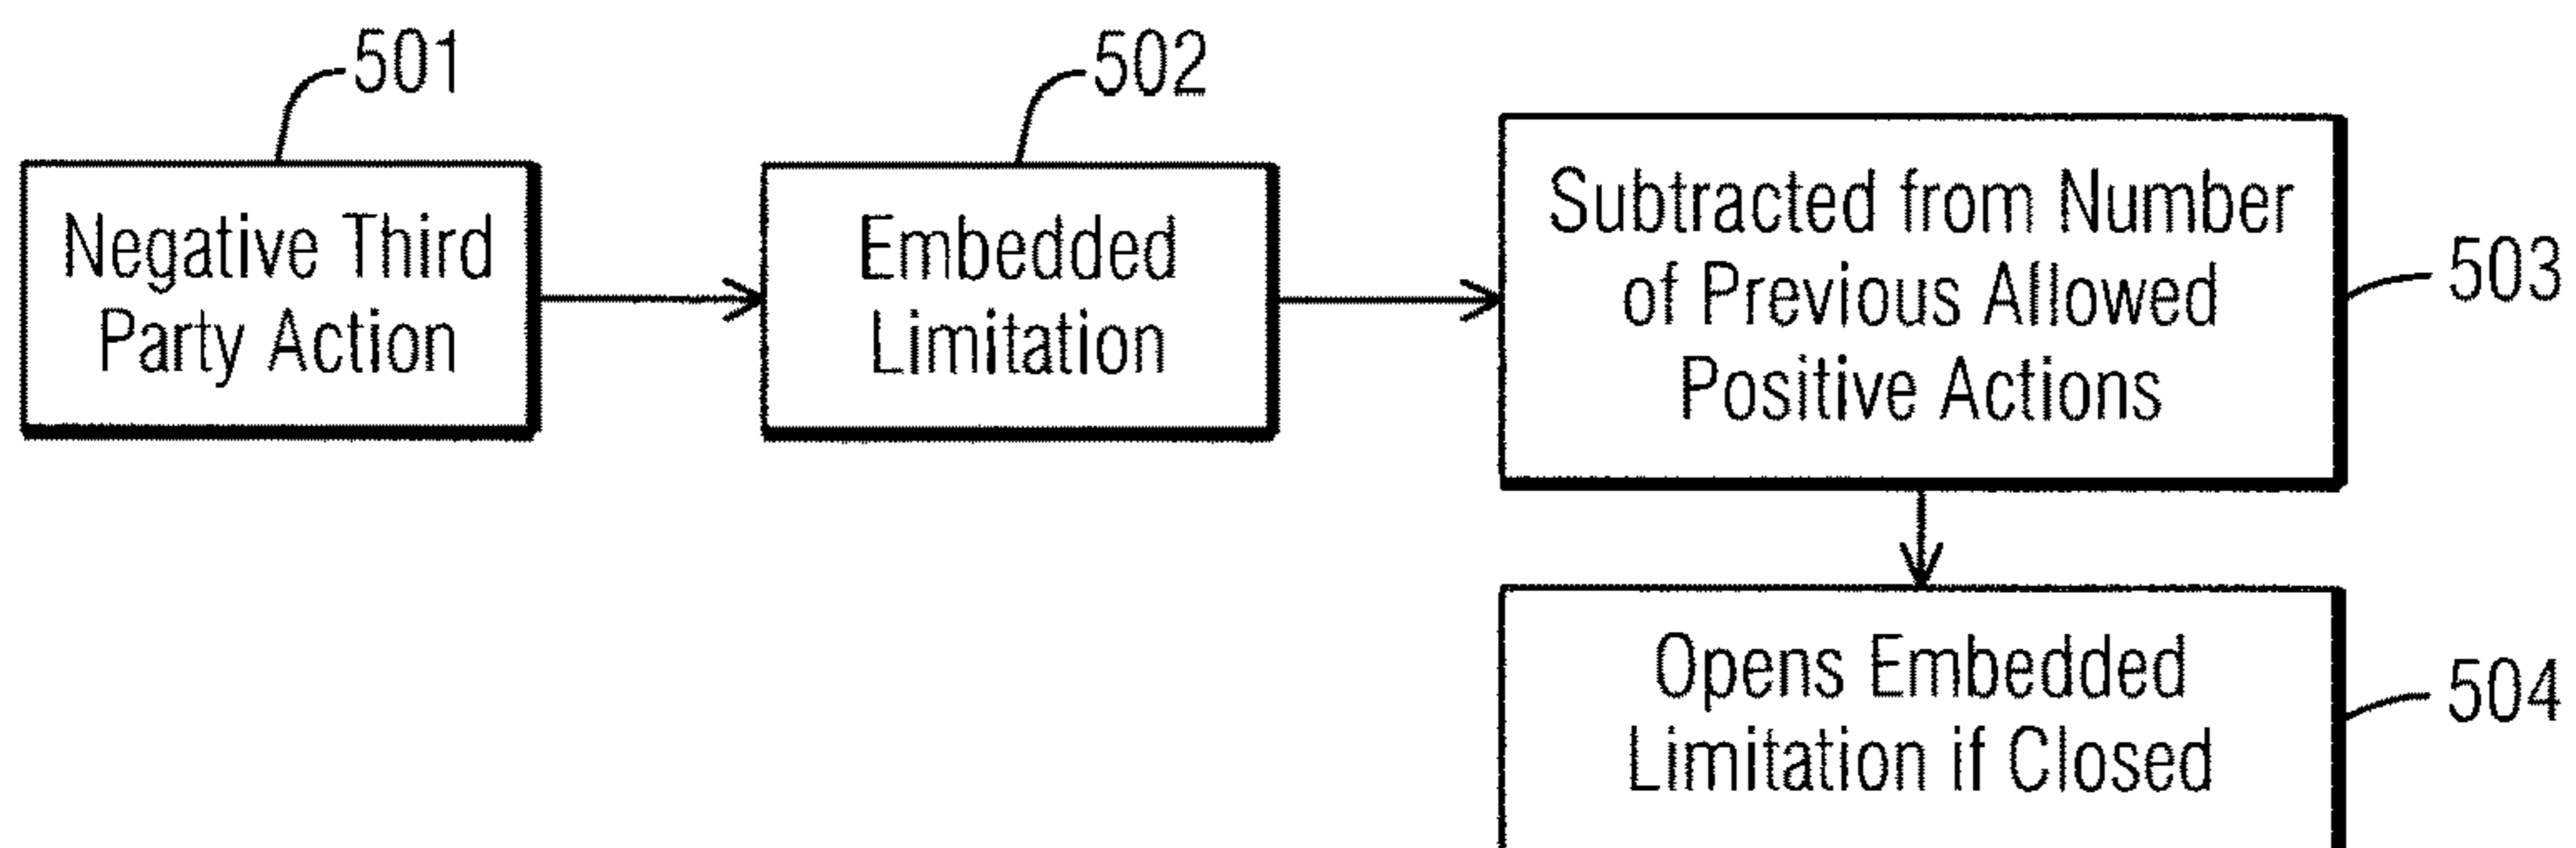 501
502
Negative Third
Party Action
Embedded
Limitation
Subtracted from Number
of Previous Allowed
Positive Actions
503
Opens Embedded
Limitation if Closed
504